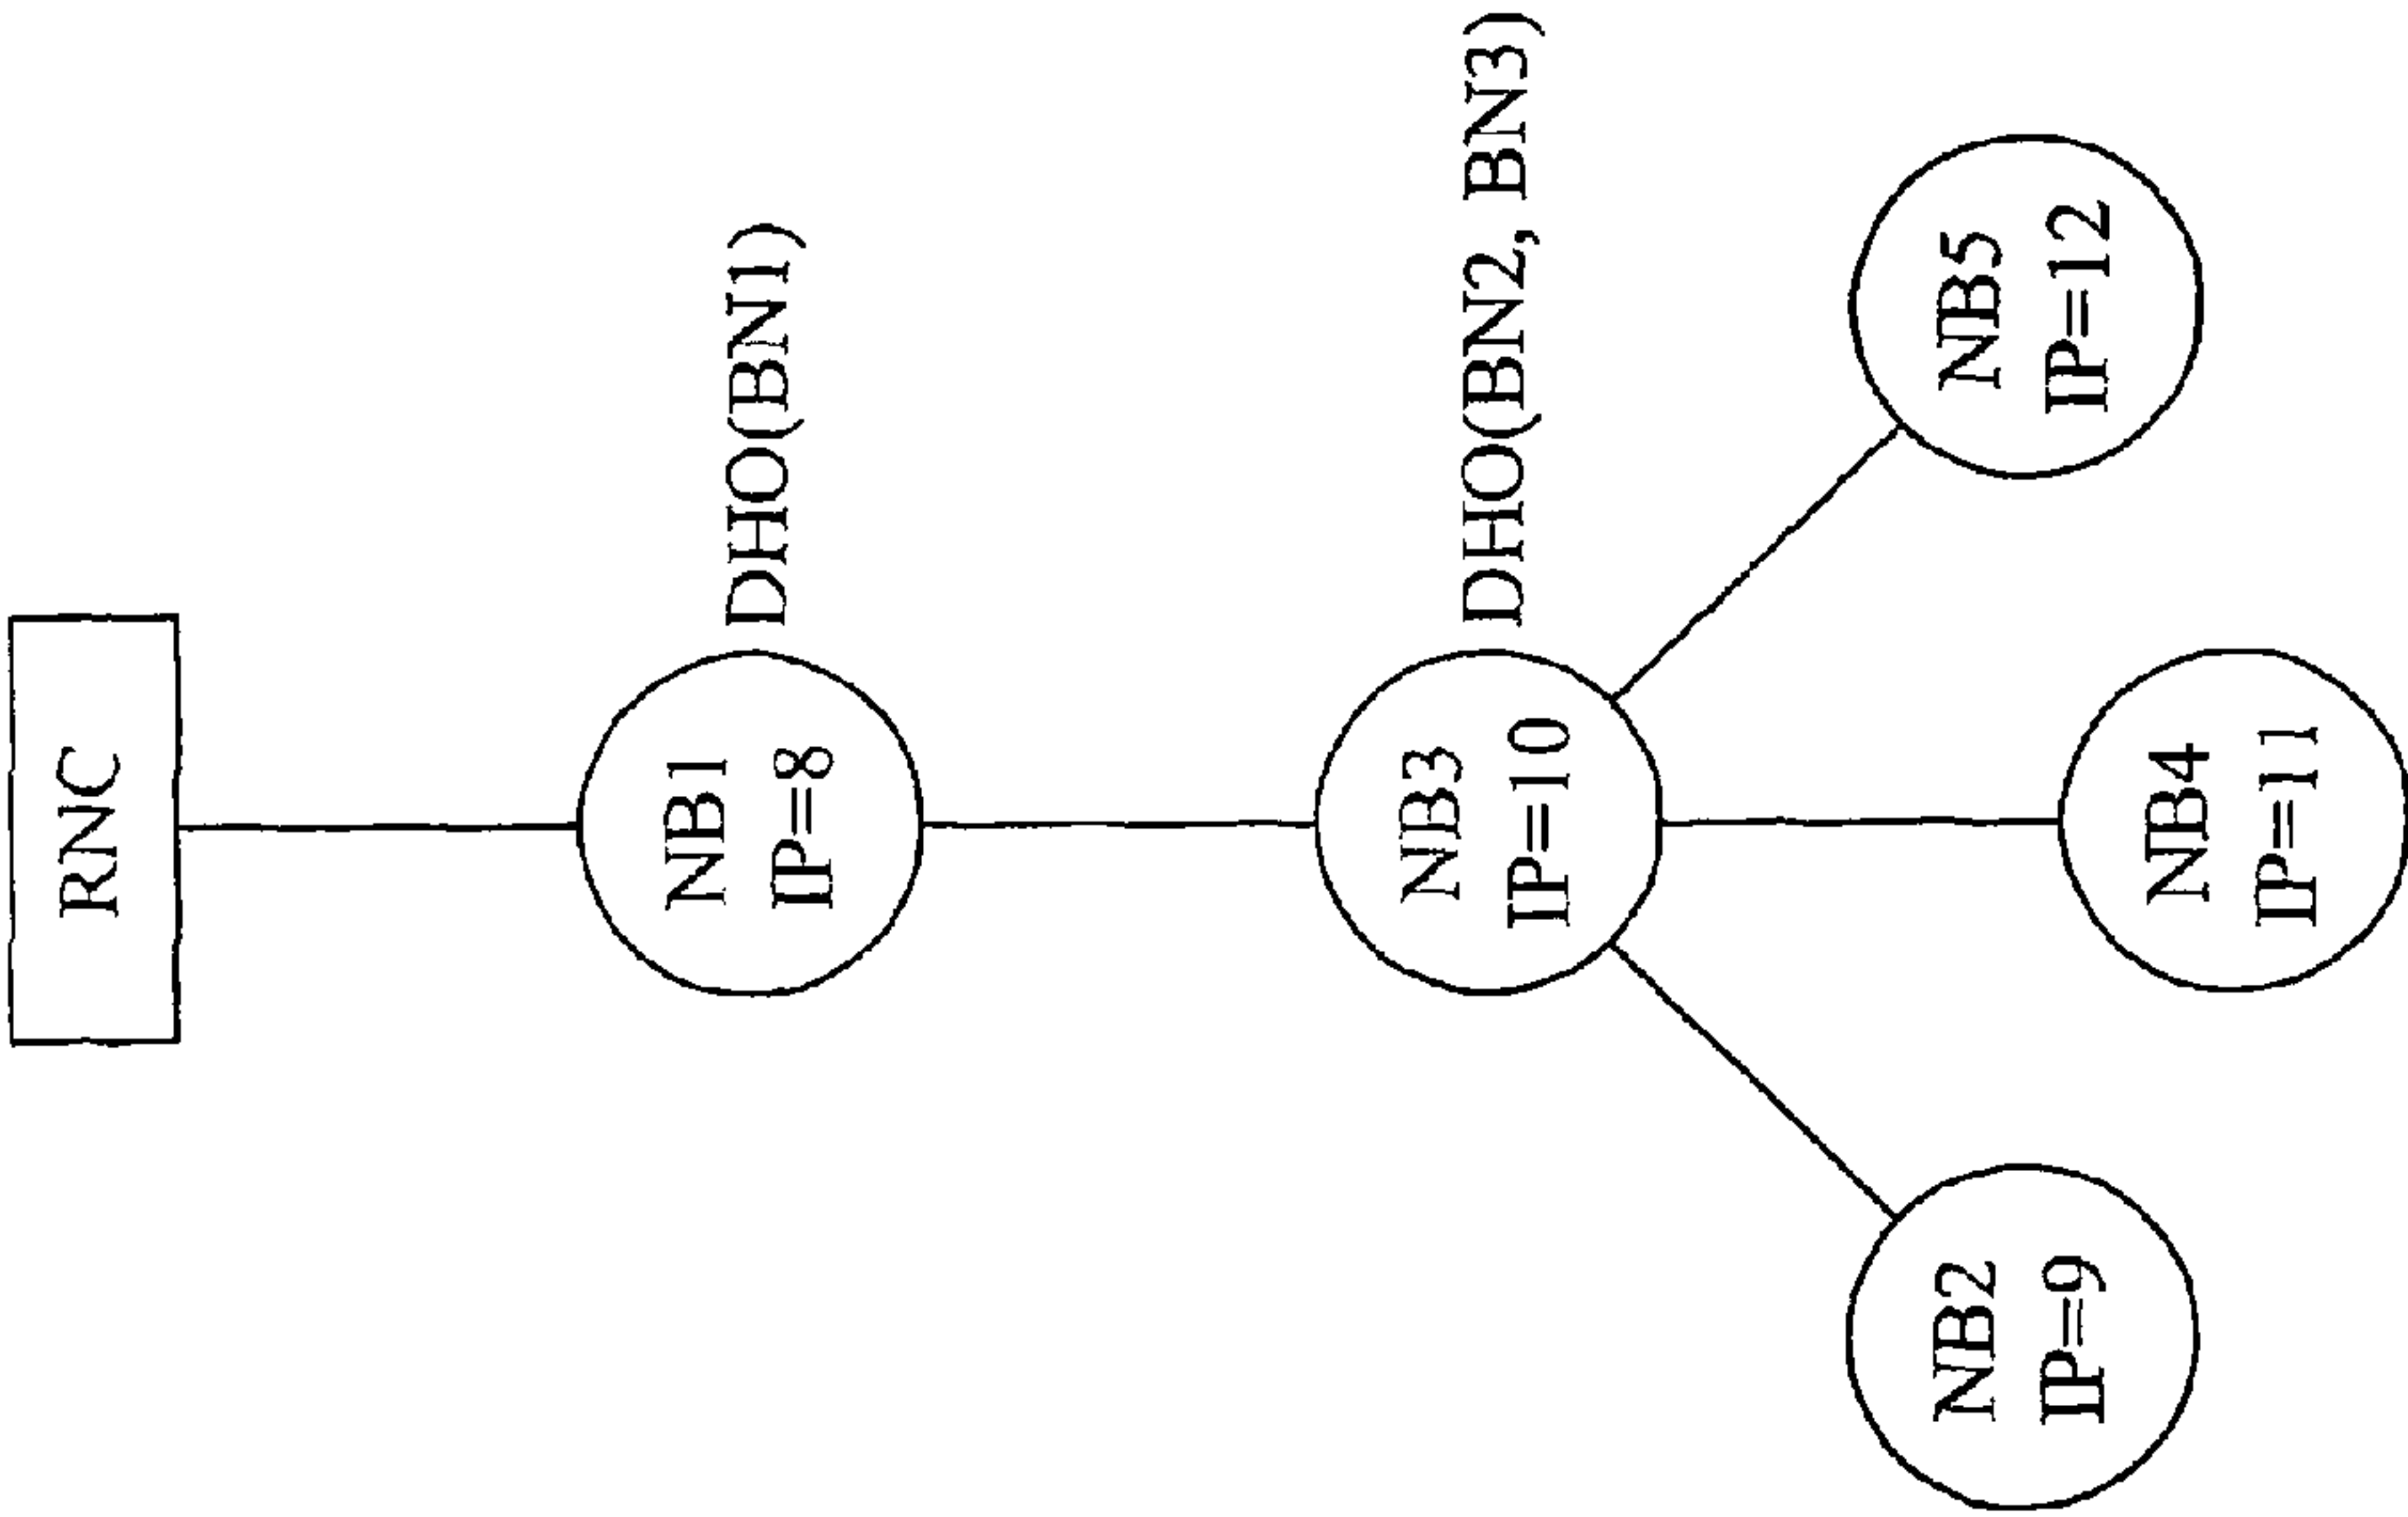 RNC
NB1
IP=8
DHO(BN1)
NB3
IP=10
DHO(BN2, BN3)
NB2
IP=9
NB4
IP=11
NB5
IP=12